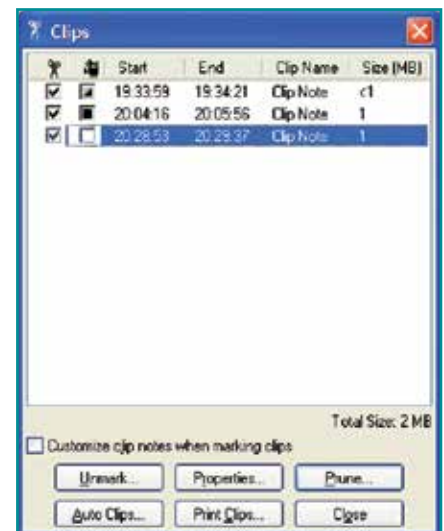 Clips
Start End Clip Name Size (MB)
19:33:59 19:34:21 Clip Note <1
20:04:16 20:05:56 Clip Note 1
20:28:53 20:29:37 Clip Note 1
Total Size: 2 MB
Customize clip notes when marking clips
Unmark... Properties... Prune...
Auto Clips... Print Clips... Close